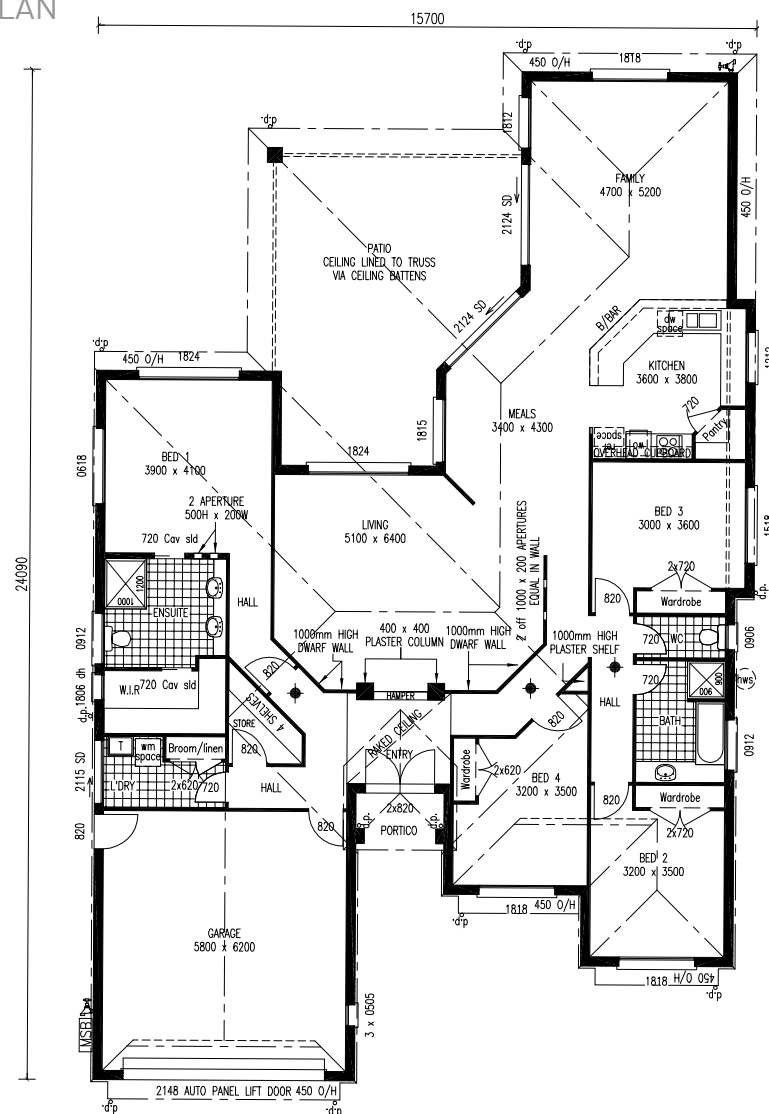 PLAN
15700
d.p.
d.p.
450 O/H
1818
1812
FAMILY
4700 x 5200
450 O/H
2124 SD
d.p.
PATIO
CEILING LINED TO TRUSS
VIA CEILING BATTENS
2124 SD
B/BAR
dw
space
KITCHEN
3600 x 3800
d.p.
450 O/H
1824
720
Pantry
MEALS
3400 x 4300
1815
space
OVERHEAD CUPBOARD
d.p.
BED 1
3900 x 4100
0618
1824
2 APERTURE
500H x 200W
720 Cav sld
LIVING
5100 x 6400
BED 3
3000 x 3600
1518
2 off 1000 x 200 APERTURES
EQUAL IN WALL
2x720
Wardrobe
820
d.p.
24090
1200
1000
ENSUITE
HALL
0912
1000mm HIGH
DWARF WALL
400 x 400
PLASTER COLUMN
1000mm HIGH
DWARF WALL
1000mm HIGH
PLASTER SHELF
720
WC
0906
820
720 Cav sld
W.I.R
1806 dh
d.p.
HAMPER
720
900
900
hws
HALL
BATH
4 SHELVES
STORE
820
RAKED CEILING
ENTRY
820
0912
T
wm
space
Broom/linen
2x620
720
L'DRY
2115 SD
HALL
Wardrobe
2x620
BED 4
3200 x 3500
820
Wardrobe
2x720
2x820
PORTICO
d.p.
d.p.
820
820
BED 2
3200 x 3500
GARAGE
5800 x 6200
1818
450 O/H
d.p.
1818
450 O/H
d.p.
3 x 0505
MSB
2148 AUTO PANEL LIFT DOOR
450 O/H
d.p.
d.p.